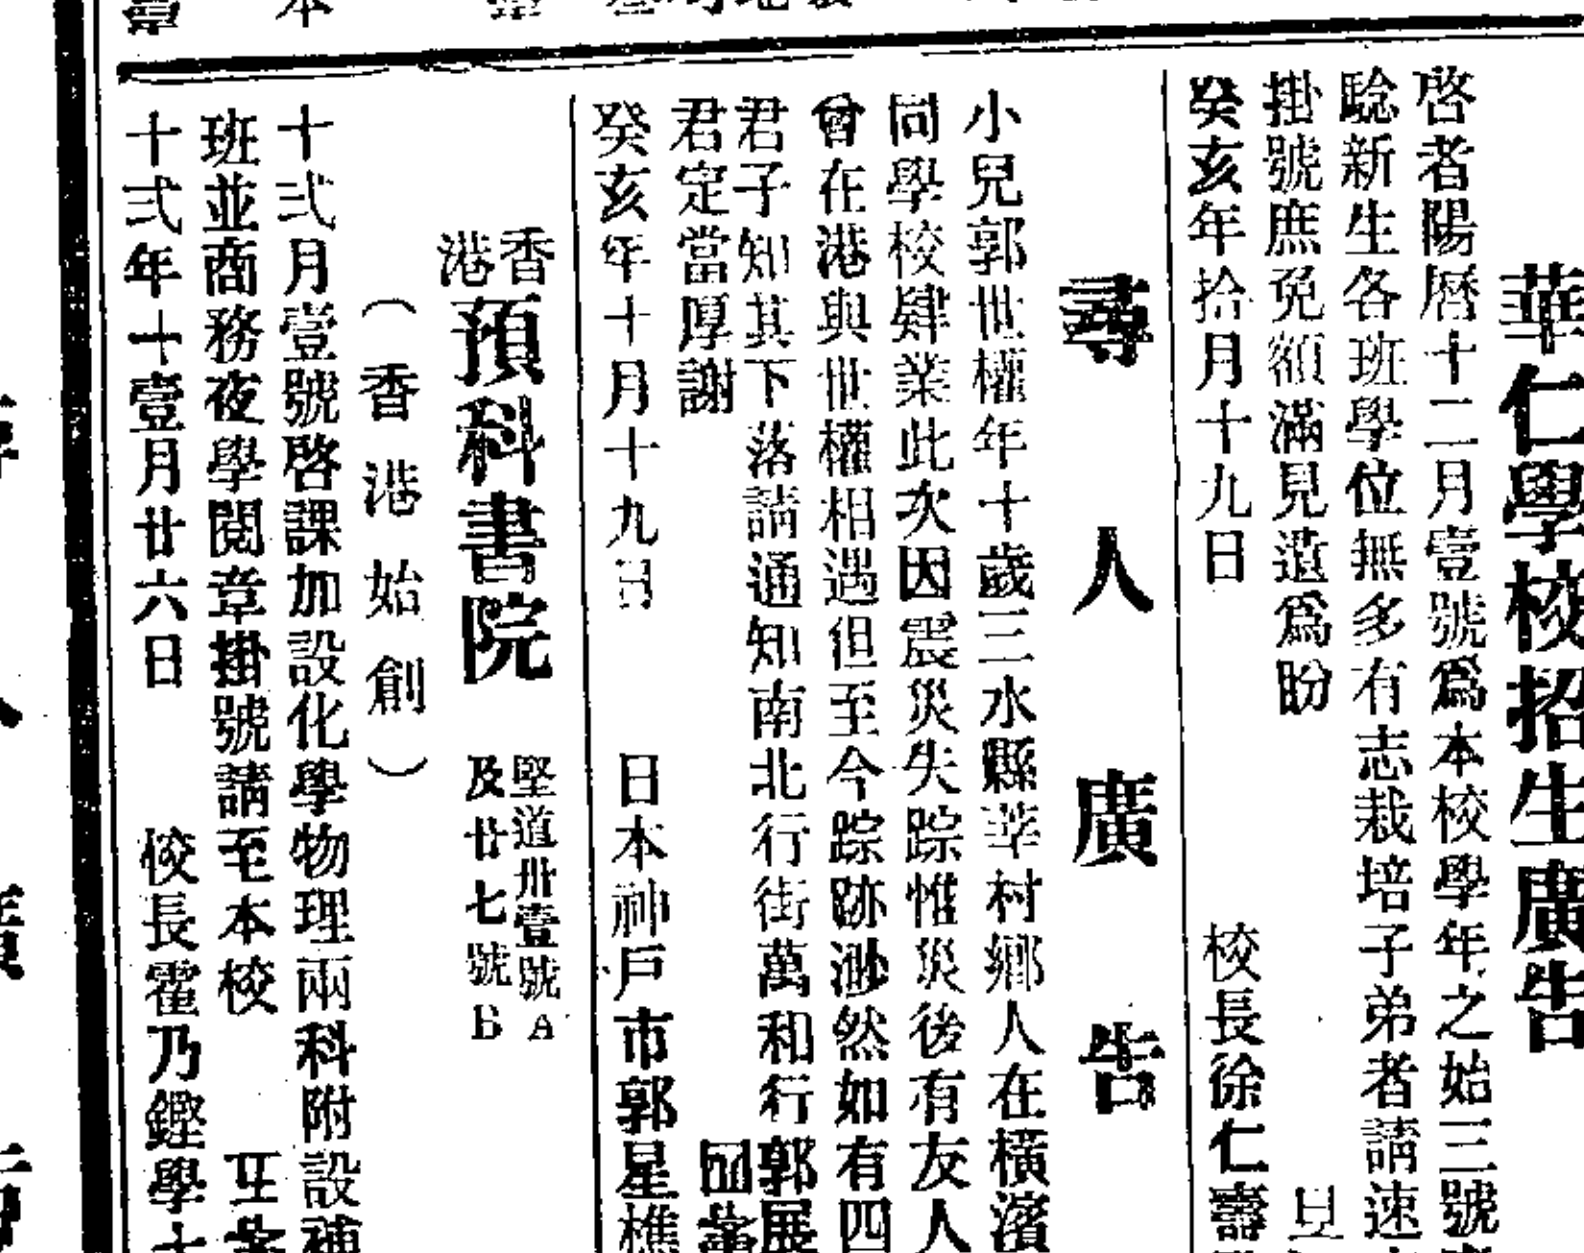 華仁學校招生廣告
啓者陽曆十二月壹號爲本校學年之始三號
騐新生各班學位無多有志栽培子弟者請速
掛號庶免額滿見遺爲盼
癸亥年拾月十九日 校長徐仁壽
尋人廣告
小兒郭世權年十歲三水縣莘村鄉人在橫濱
同學校肄業此次因震災失踪惟災後有友人
曾在港與世權相遇但至今踪跡渺然如有四
君子知其下落請通知南北行街萬和行郭展
君定當厚謝
癸亥年十月十九日 日本神戶市郭星樵
香港預科書院 堅道卅壹號A及廿七號B
（香港始創）
十弍月壹號啓課加設化學物理兩科附設補
班並商務夜學閱章掛號請至本校
十弍年十壹月廿六日 校長霍乃鏗學士